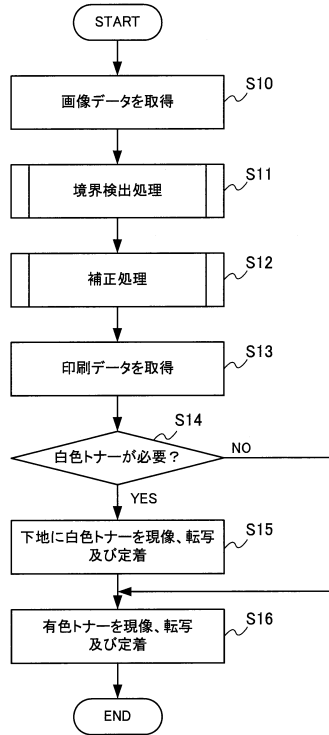 START
画像データを取得
S10
境界検出処理
S11
補正処理
S12
印刷データを取得
S13
白色トナーが必要？
S14
NO
YES
下地に白色トナーを現像、転写
及び定着
S15
有色トナーを現像、転写
及び定着
S16
END